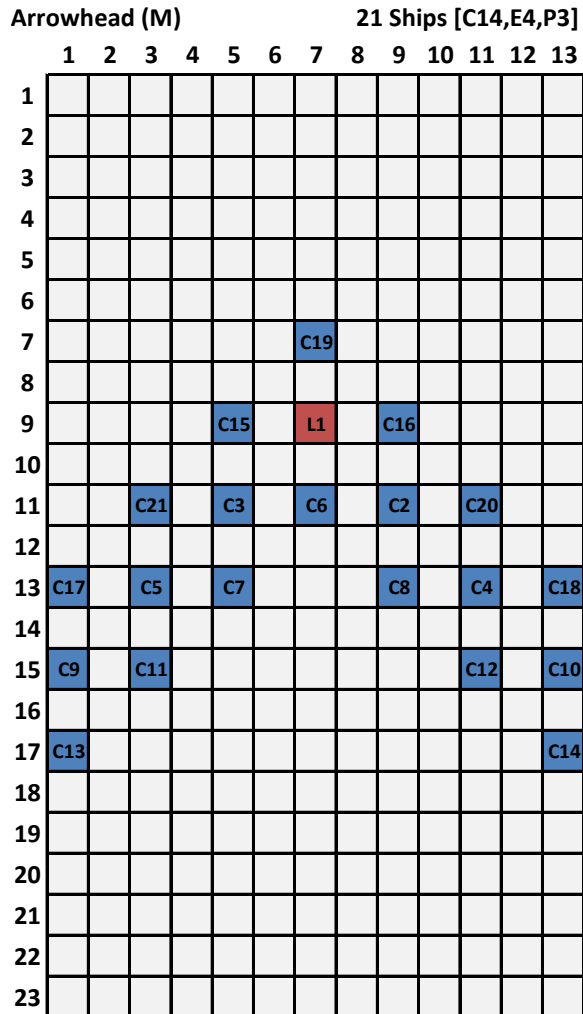 Arrowhead (M) 21 Ships [C14,E4,P3]
1 2 3 4 5 6 7 8 9 10 11 12 13
1
2
3
4
5
6
7 C19
8
9 C15 L1 C16
10
11 C21 C3 C6 C2 C20
12
13 C17 C5 C7 C8 C4 C18
14
15 C9 C11 C12 C10
16
17 C13 C14
18
19
20
21
22
23